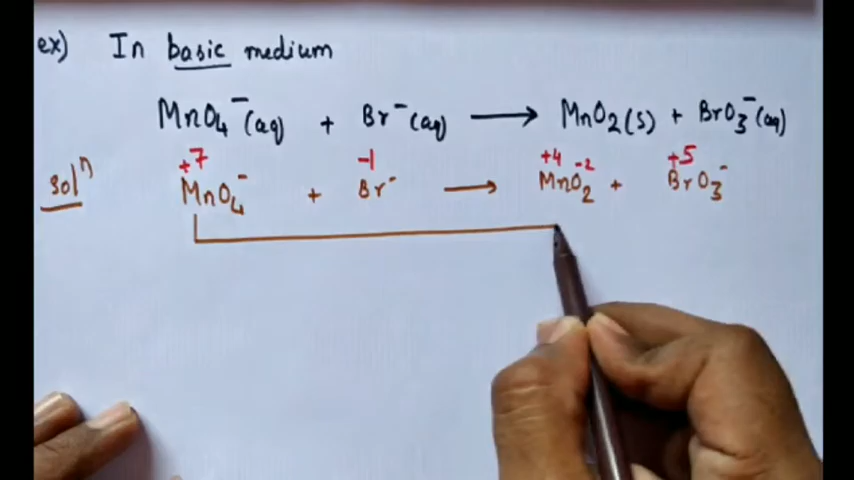 ex) In basic medium
MnO₄⁻(aq) + Br⁻(aq) ⟶ MnO₂(s) + BrO₃⁻(aq)
+7 -1 +4 -2 +5
Solⁿ MnO₄⁻ + Br⁻ ⟶ MnO₂ + BrO₃⁻